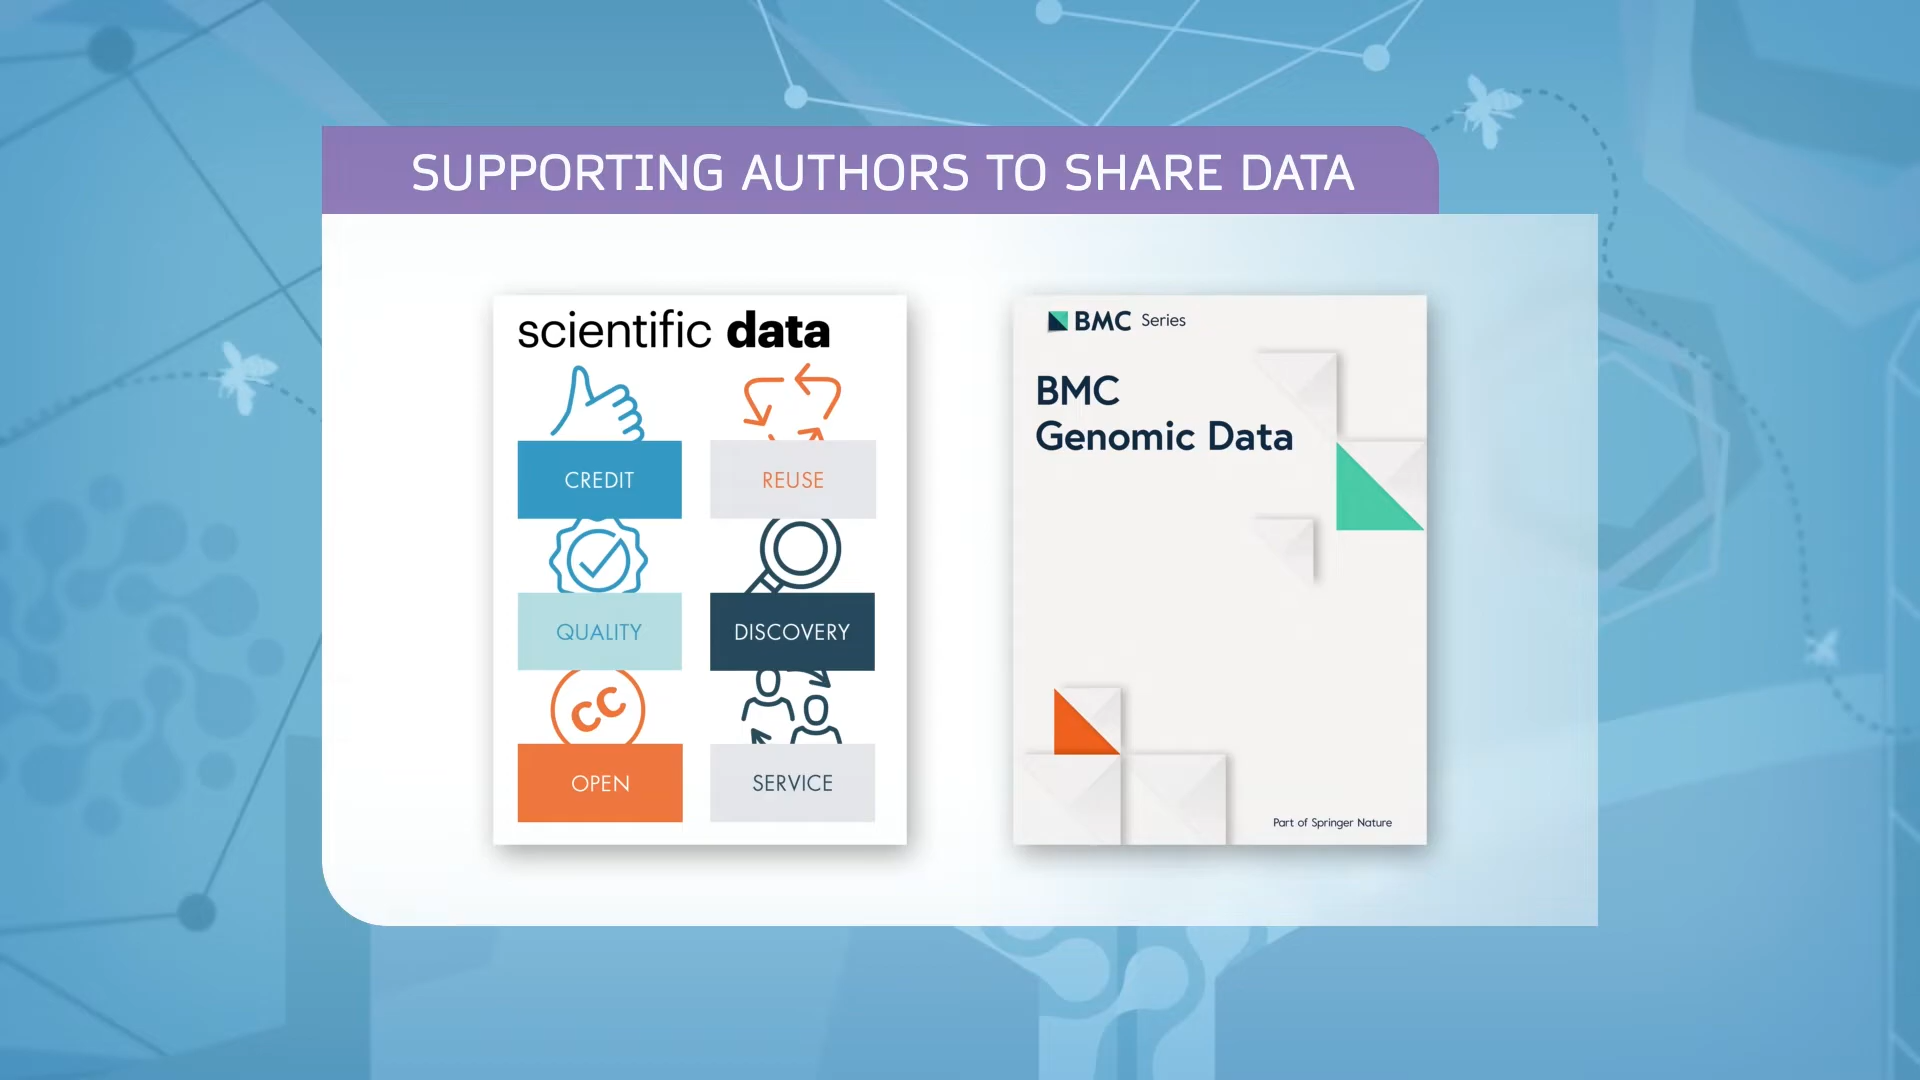 SUPPORTING AUTHORS TO SHARE DATA
scientific data
CREDIT
REUSE
QUALITY
DISCOVERY
CC
OPEN
SERVICE
BMC Series
BMC
Genomic Data
Part of Springer Nature